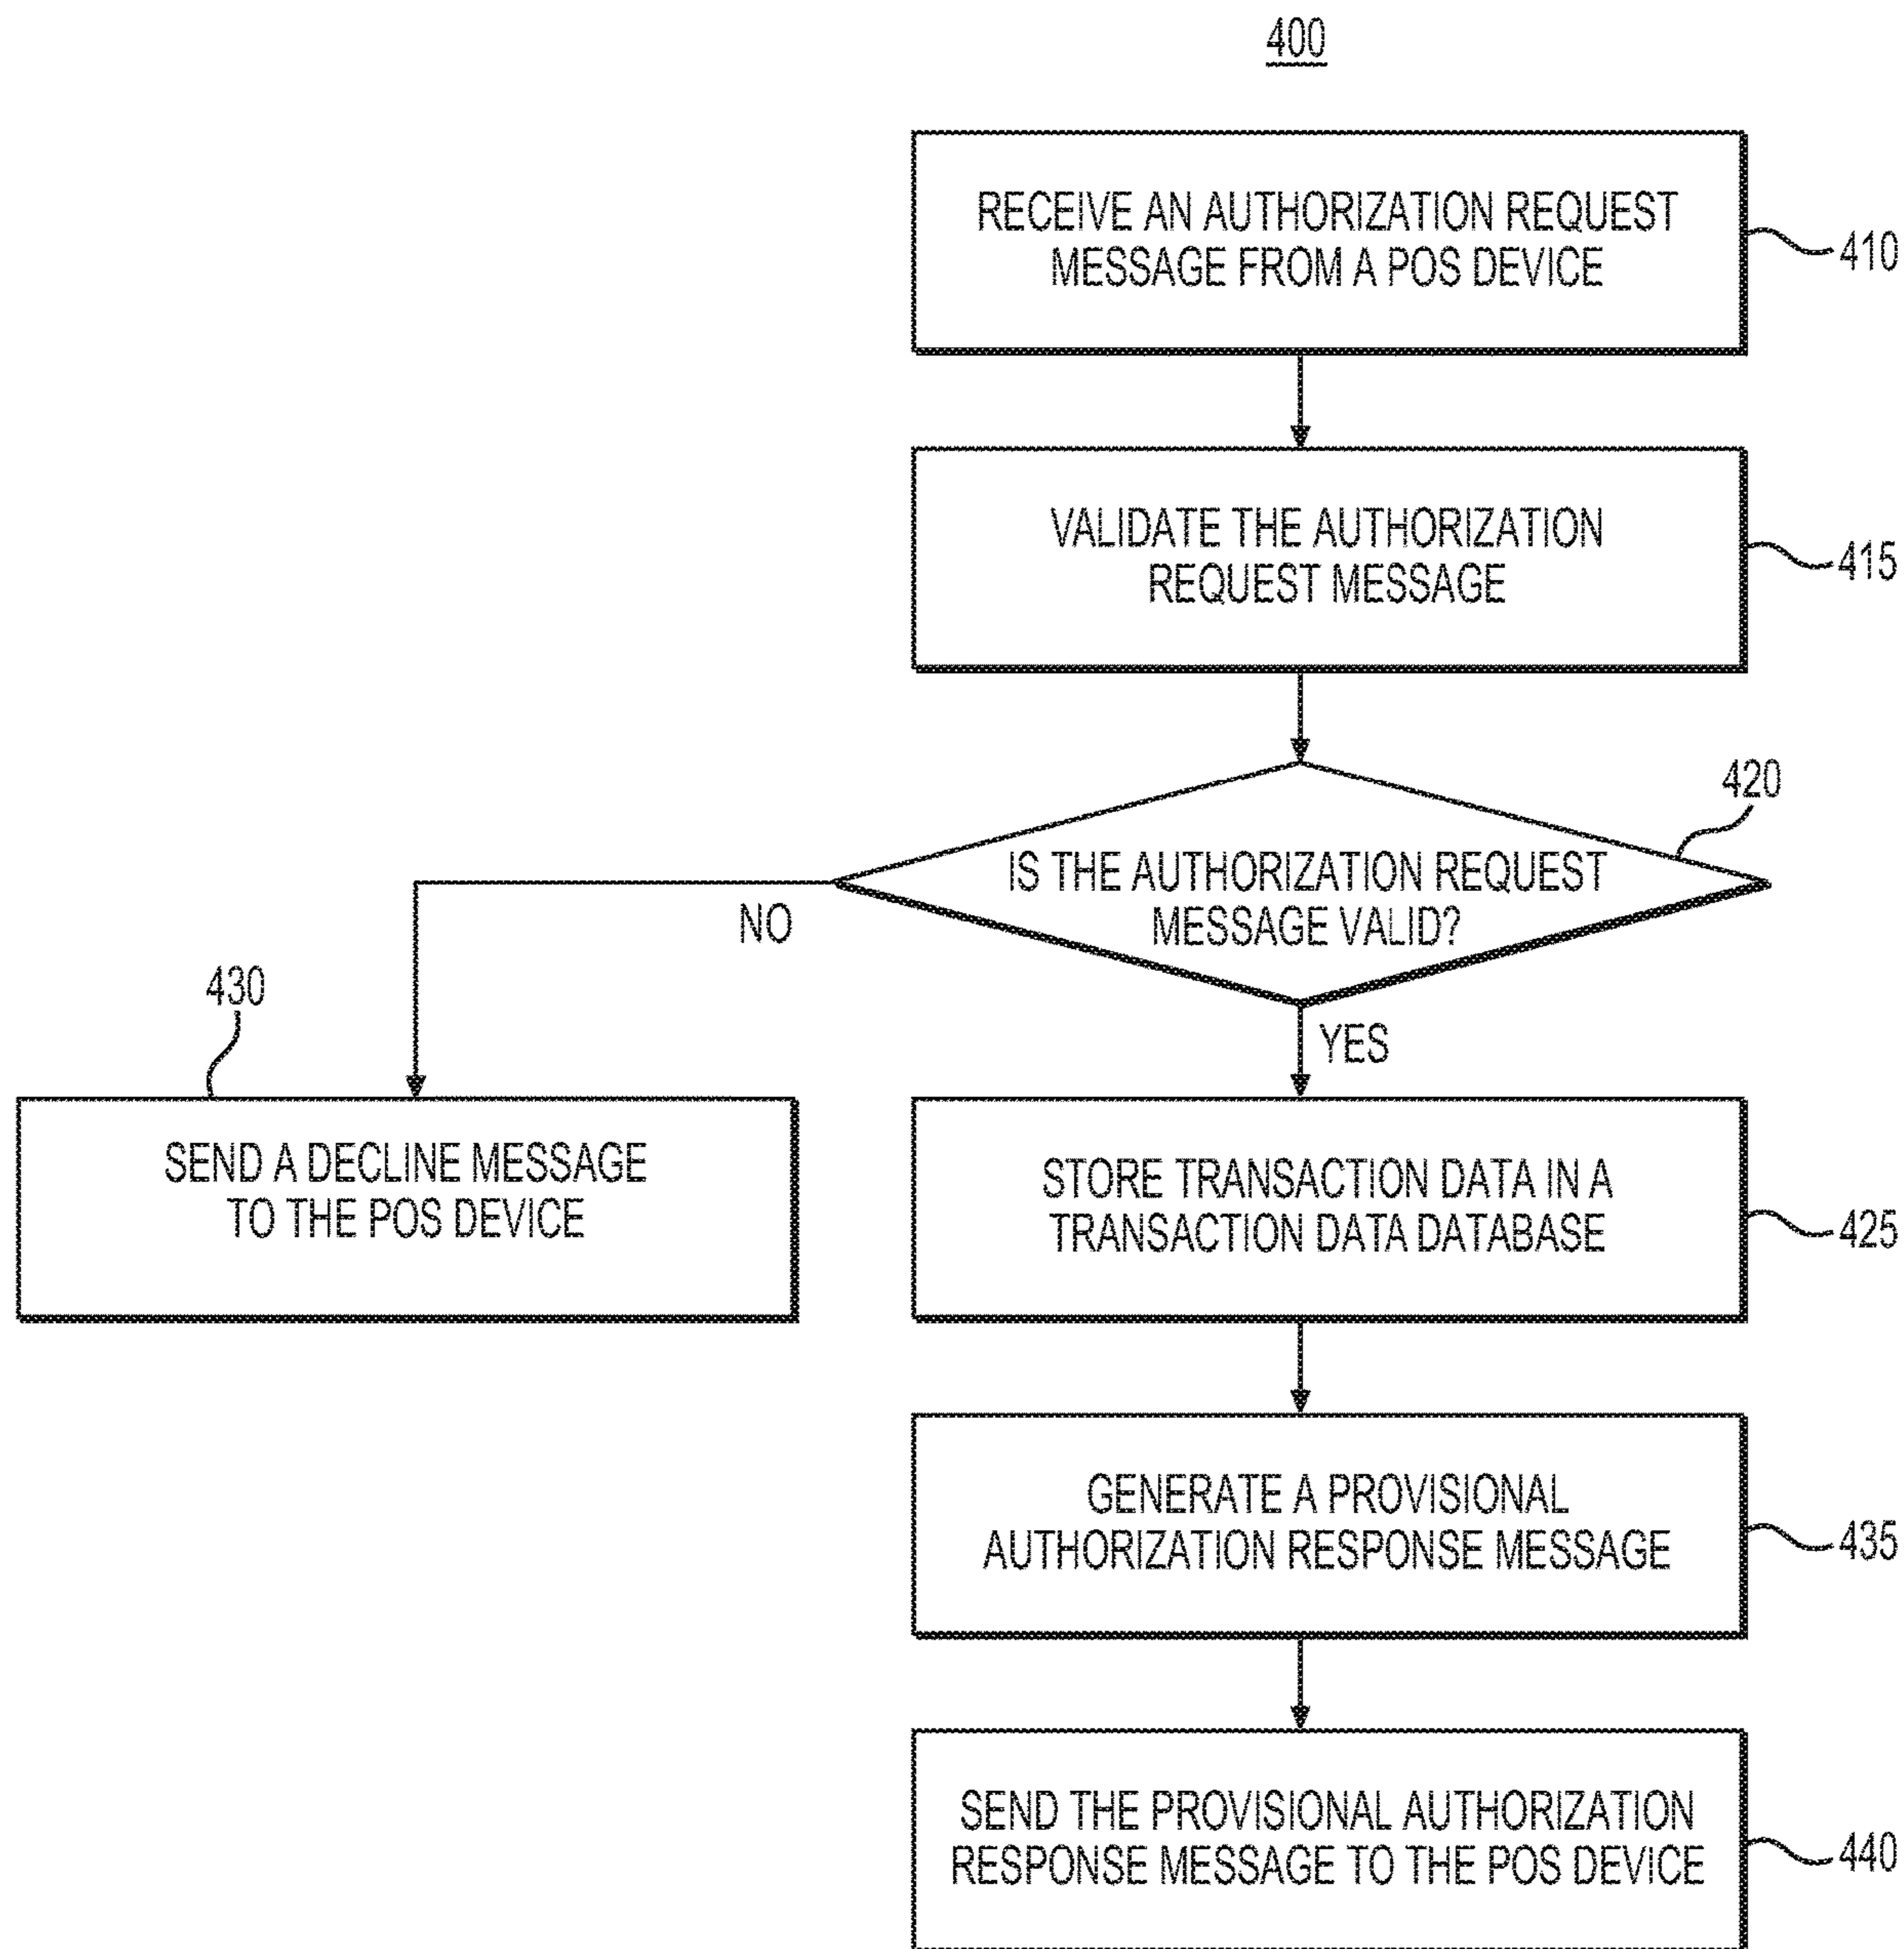 400
RECEIVE AN AUTHORIZATION REQUEST
MESSAGE FROM A POS DEVICE
410
VALIDATE THE AUTHORIZATION
REQUEST MESSAGE
415
420
IS THE AUTHORIZATION REQUEST
MESSAGE VALID?
NO
YES
430
SEND A DECLINE MESSAGE
TO THE POS DEVICE
STORE TRANSACTION DATA IN A
TRANSACTION DATA DATABASE
425
GENERATE A PROVISIONAL
AUTHORIZATION RESPONSE MESSAGE
435
SEND THE PROVISIONAL AUTHORIZATION
RESPONSE MESSAGE TO THE POS DEVICE
440